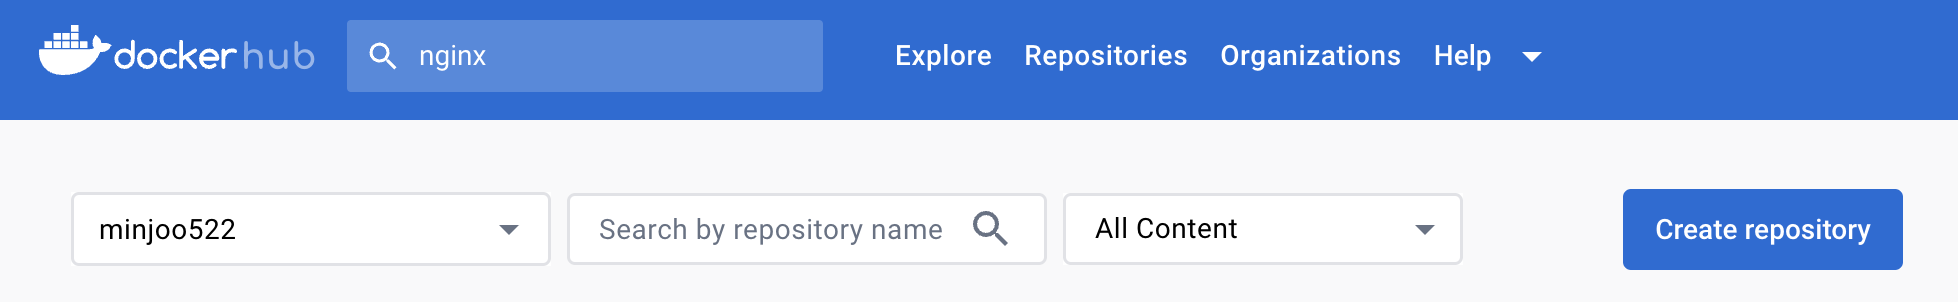 dockerhub
nginx
Explore Repositories Organizations Help
minjoo522
Search by repository name
All Content
Create repository